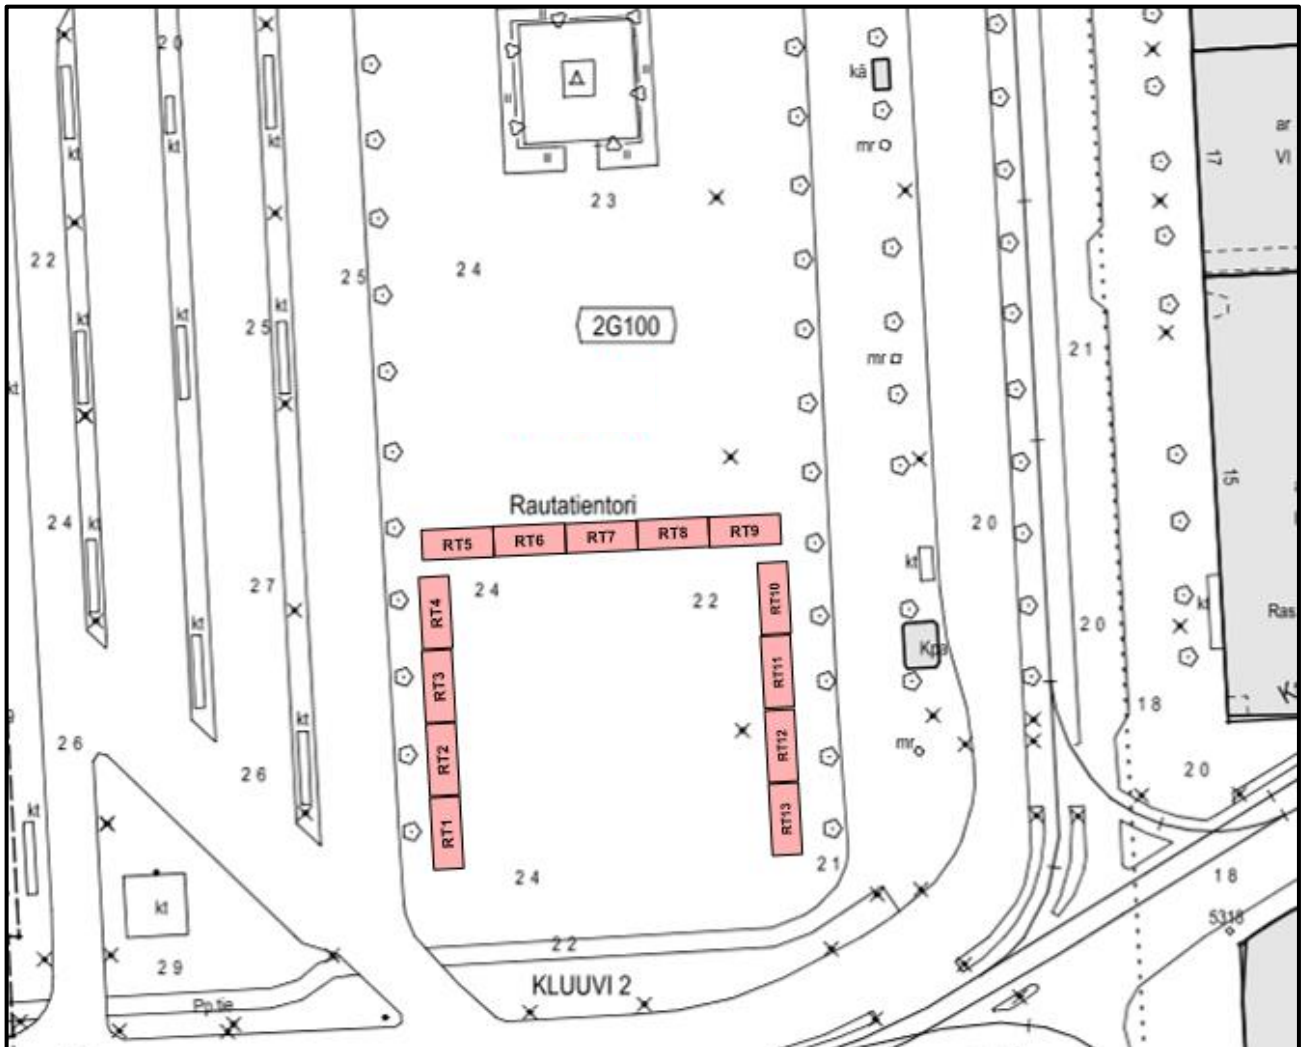 20
kä
ar
VI
kt
kt
kt
mr
17
23
22
25
24
kt
kt
25
2G100
21
mr
kt
15
24
kt
Rautatientori
20
RT5 RT6 RT7 RT8 RT9
kt
27
24
22
RT4
RT10
kt
Ras
20
kt
Kpa
RT3
RT11
18
26
kt
RT2
RT12
mr
20
26
kt
RT1
RT13
21
24
18
kt
5318
22
29
KLUUVI 2
Pp.tie